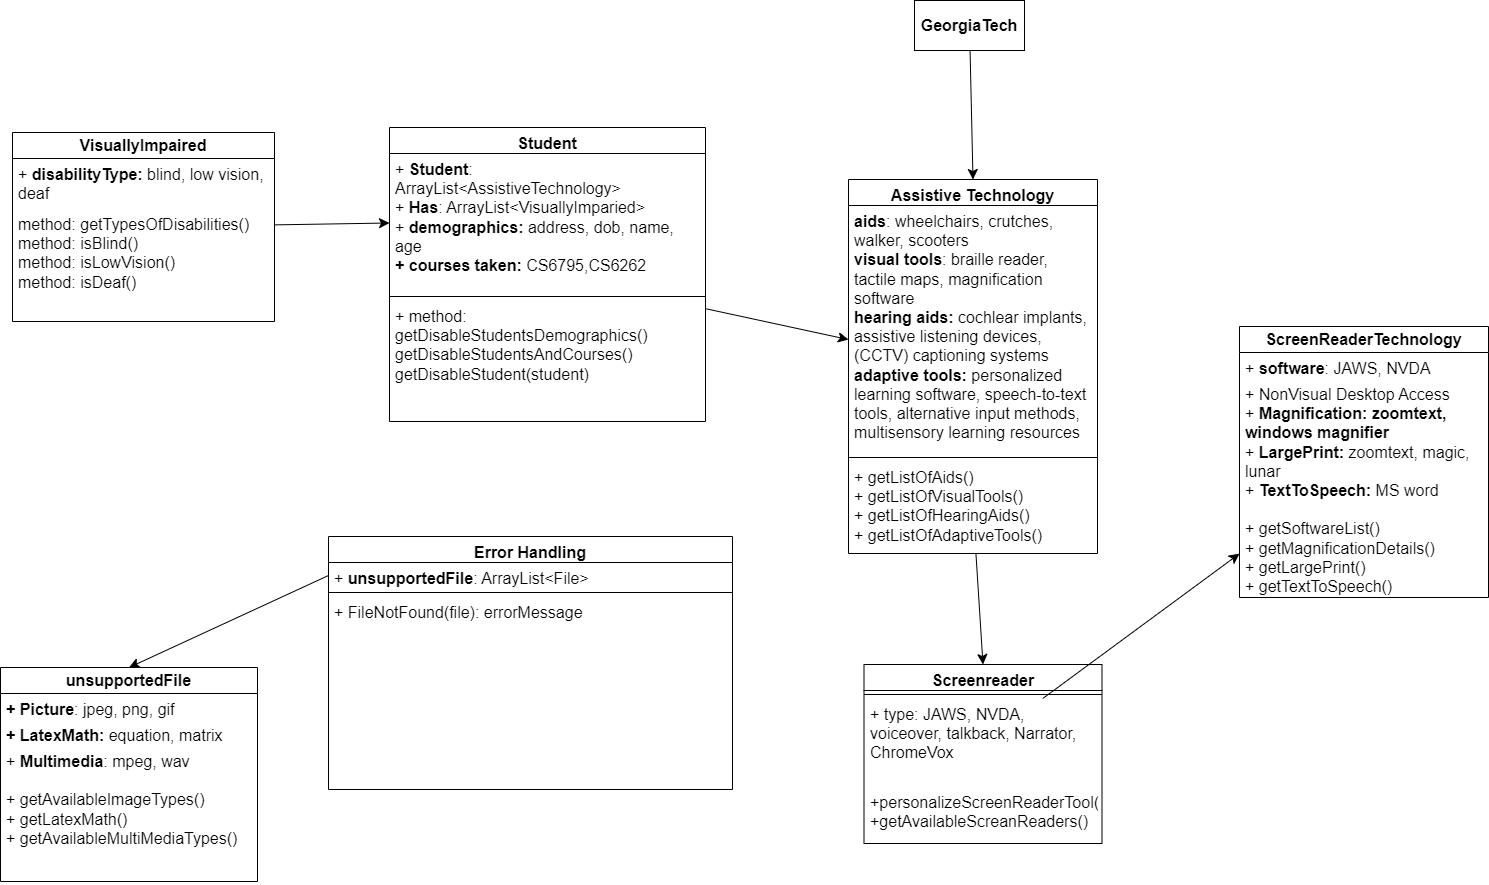 GeorgiaTech
VisuallyImpaired
+ disabilityType: blind, low vision,
deaf
method: getTypesOfDisabilities()
method: isBlind()
method: isLowVision()
method: isDeaf()
Student
+ Student:
ArrayList<AssistiveTechnology>
+ Has: ArrayList<VisuallyImparied>
+ demographics: address, dob, name,
age
+ courses taken: CS6795,CS6262
+ method:
getDisableStudentsDemographics()
getDisableStudentsAndCourses()
getDisableStudent(student)
Assistive Technology
aids: wheelchairs, crutches,
walker, scooters
visual tools: braille reader,
tactile maps, magnification
software
hearing aids: cochlear implants,
assistive listening devices,
(CCTV) captioning systems
adaptive tools: personalized
learning software, speech-to-text
tools, alternative input methods,
multisensory learning resources
+ getListOfAids()
+ getListOfVisualTools()
+ getListOfHearingAids()
+ getListOfAdaptiveTools()
ScreenReaderTechnology
+ software: JAWS, NVDA
+ NonVisual Desktop Access
+ Magnification: zoomtext,
windows magnifier
+ LargePrint: zoomtext, magic,
lunar
+ TextToSpeech: MS word
+ getSoftwareList()
+ getMagnificationDetails()
+ getLargePrint()
+ getTextToSpeech()
Error Handling
+ unsupportedFile: ArrayList<File>
+ FileNotFound(file): errorMessage
unsupportedFile
+ Picture: jpeg, png, gif
+ LatexMath: equation, matrix
+ Multimedia: mpeg, wav
+ getAvailableImageTypes()
+ getLatexMath()
+ getAvailableMultiMediaTypes()
Screenreader
+ type: JAWS, NVDA,
voiceover, talkback, Narrator,
ChromeVox
+personalizeScreenReaderTool(
+getAvailableScreanReaders()